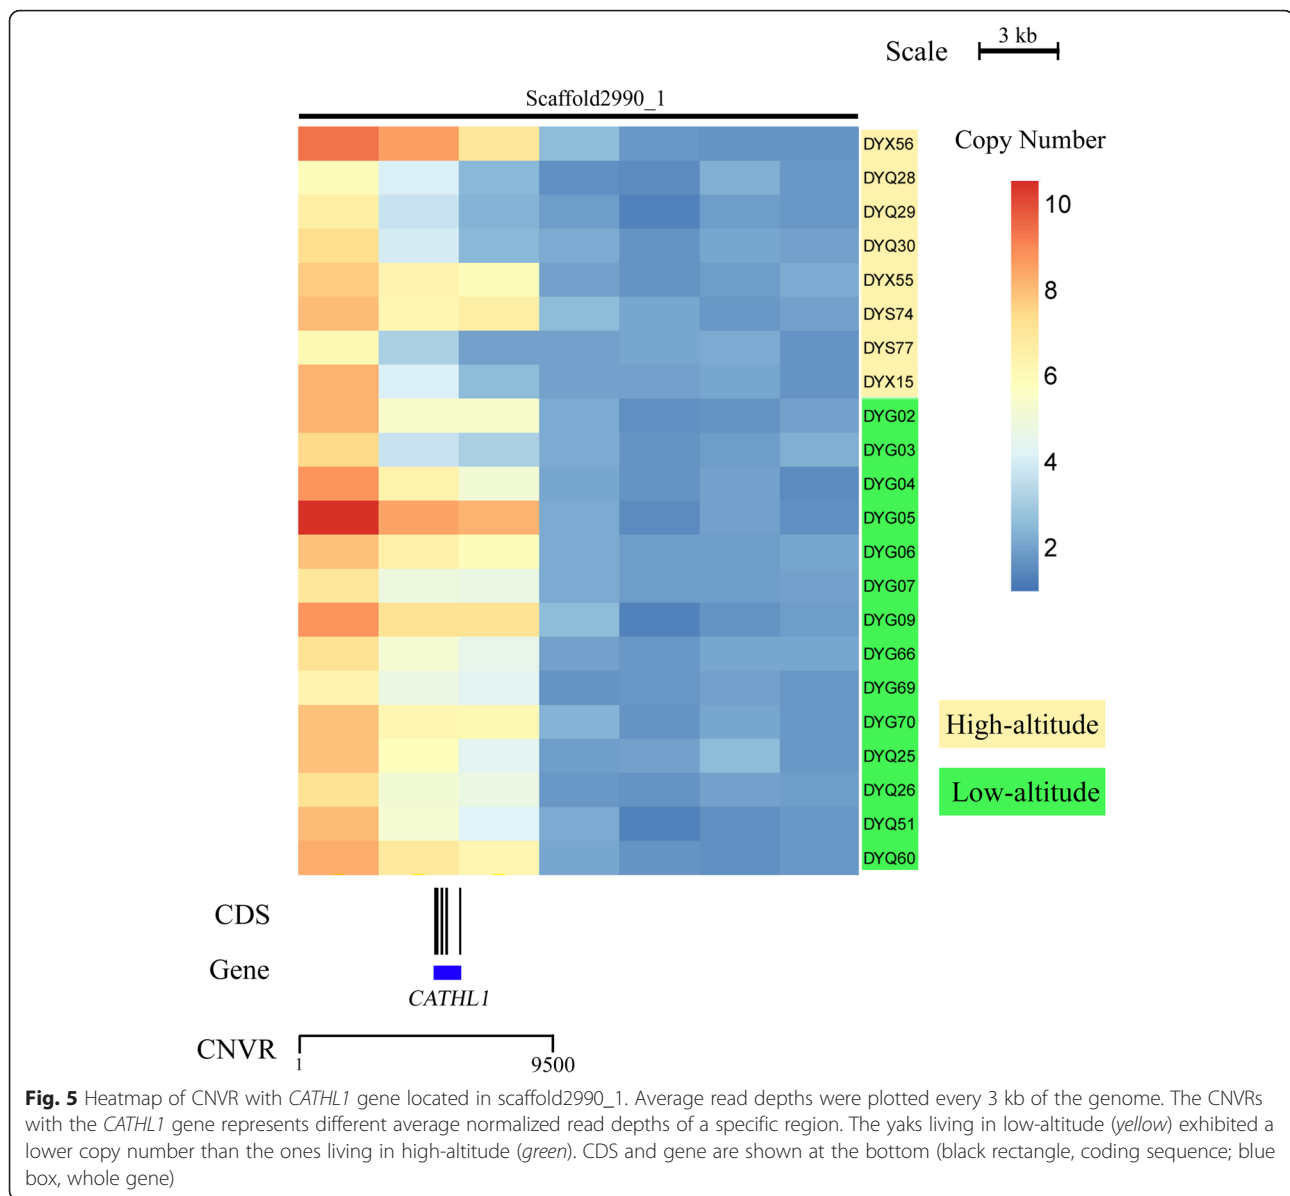 Scale
3 kb
Scaffold2990_1
Copy Number
10
8
6
4
2
DYX56
DYQ28
DYQ29
DYQ30
DYX55
DYS74
DYS77
DYX15
DYG02
DYG03
DYG04
DYG05
DYG06
DYG07
DYG09
DYG66
DYG69
DYG70
DYQ25
DYQ26
DYQ51
DYQ60
High-altitude
Low-altitude
CDS
Gene
CATHL1
CNVR
1
9500
Fig. 5 Heatmap of CNVR with CATHL1 gene located in scaffold2990_1. Average read depths were plotted every 3 kb of the genome. The CNVRs
with the CATHL1 gene represents different average normalized read depths of a specific region. The yaks living in low-altitude (yellow) exhibited a
lower copy number than the ones living in high-altitude (green). CDS and gene are shown at the bottom (black rectangle, coding sequence; blue
box, whole gene)